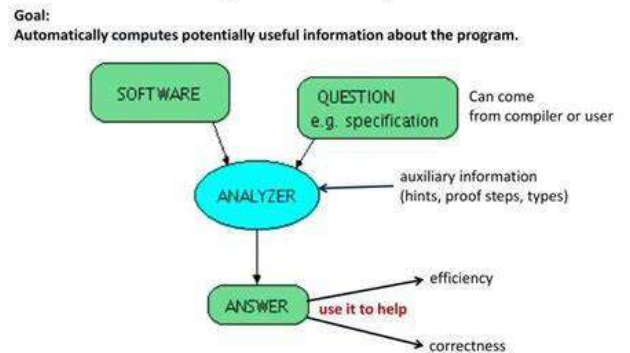 Goal:
Automatically computes potentially useful information about the program.
SOFTWARE
QUESTION
e.g. specification
Can come
from compiler or user
ANALYZER
auxiliary information
(hints, proof steps, types)
ANSWER
use it to help
efficiency
correctness